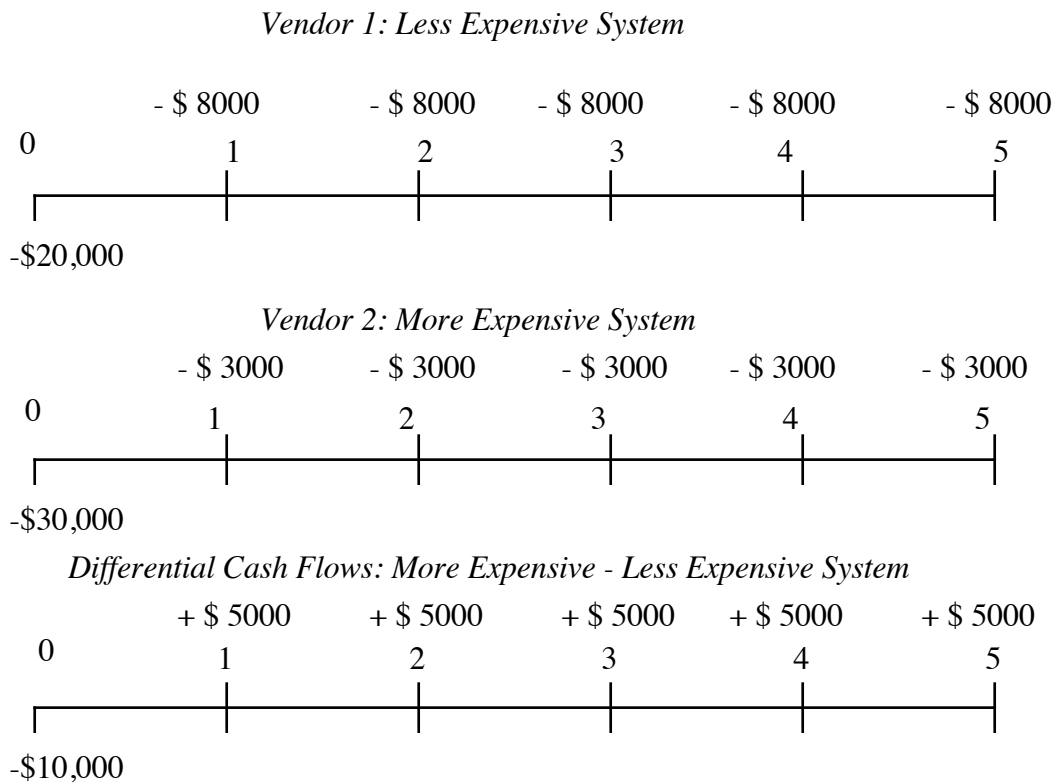 Vendor 1: Less Expensive System
- $ 8000 - $ 8000 - $ 8000 - $ 8000 - $ 8000
0 1 2 3 4 5
-$20,000
Vendor 2: More Expensive System
- $ 3000 - $ 3000 - $ 3000 - $ 3000 - $ 3000
0 1 2 3 4 5
-$30,000
Differential Cash Flows: More Expensive - Less Expensive System
+ $ 5000 + $ 5000 + $ 5000 + $ 5000 + $ 5000
0 1 2 3 4 5
-$10,000